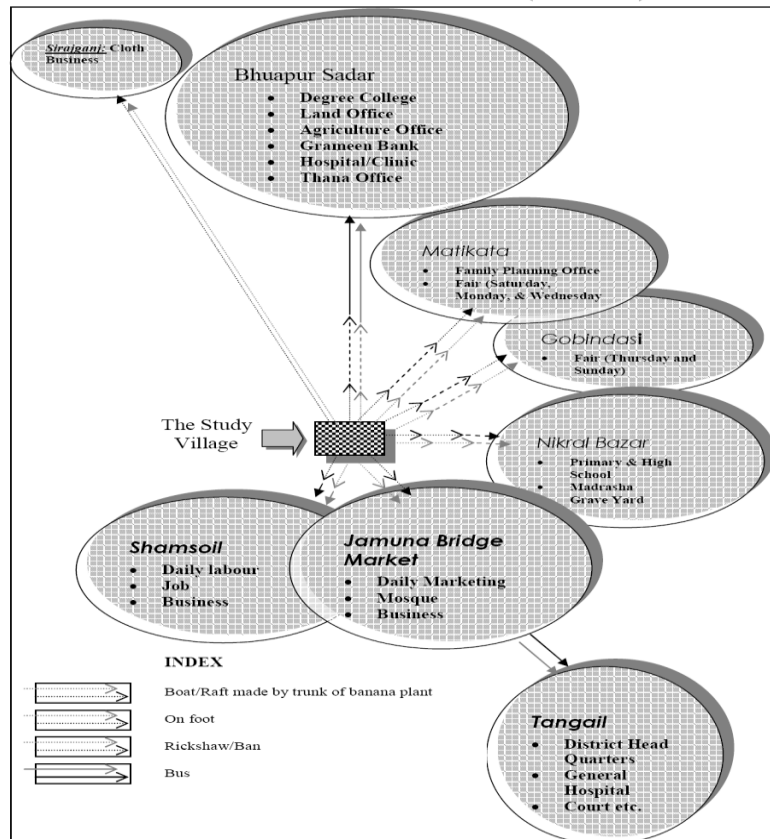 Sirajganj: Cloth
Business
Bhuapur Sadar
• Degree College
• Land Office
• Agriculture Office
• Grameen Bank
• Hospital/Clinic
• Thana Office
Matikata
• Family Planning Office
• Fair (Saturday,
Monday, & Wednesday
Gobindasi
• Fair (Thursday and
Sunday)
The Study
Village
Nikral Bazar
• Primary & High
School
• Madrasha
Grave Yard
Shamsoil
• Daily labour
• Job
• Business
Jamuna Bridge
Market
• Daily Marketing
• Mosque
• Business
INDEX
Boat/Raft made by trunk of banana plant
On foot
Rickshaw/Ban
Bus
Tangail
• District Head
Quarters
• General
Hospital
• Court etc.